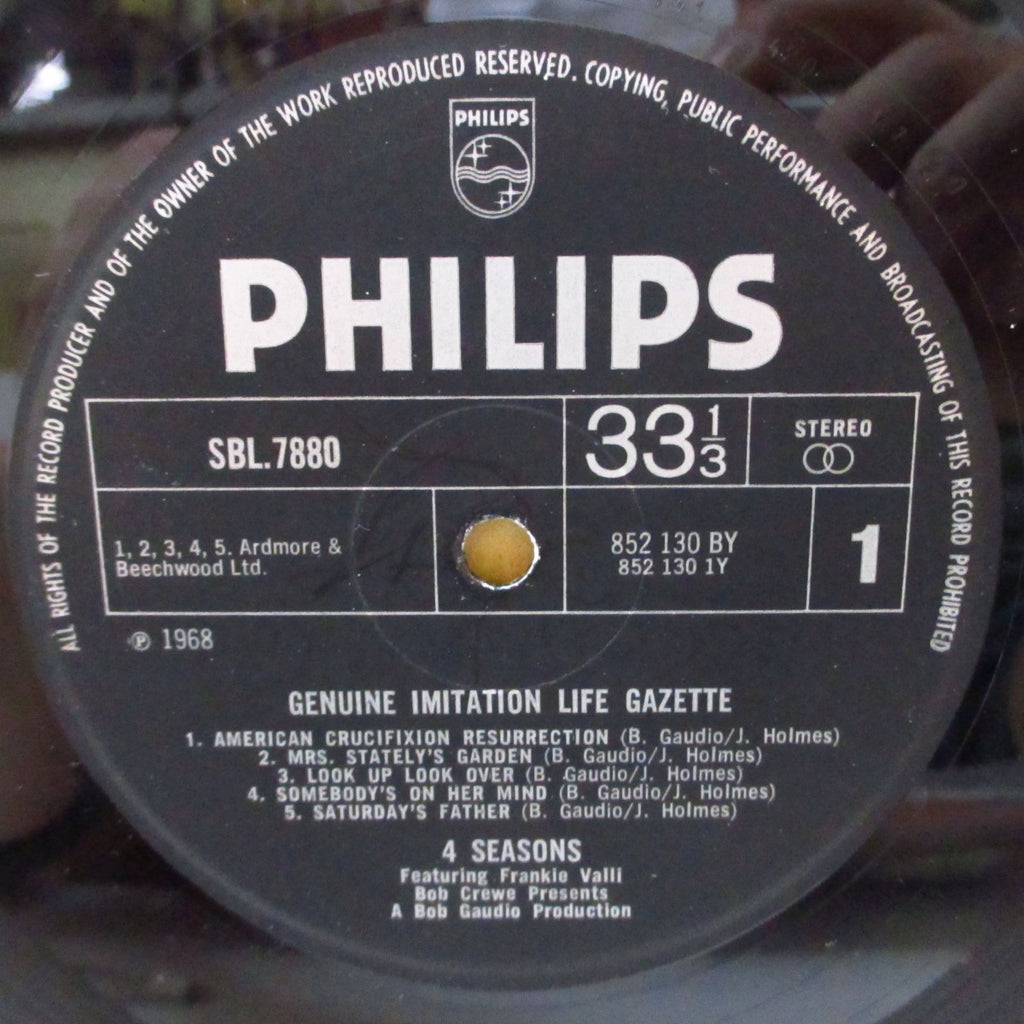 ALL RIGHTS OF THE RECORD PRODUCER AND OF THE OWNER OF THE WORK REPRODUCED RESERVED. COPYING, PUBLIC PERFORMANCE AND BROADCASTING OF THIS RECORD PROHIBITED
PHILIPS
PHILIPS
SBL.7880
33 1/3
STEREO
1, 2, 3, 4, 5. Ardmore &
Beechwood Ltd.
852 130 BY
852 130 1Y
1
℗ 1968
GENUINE IMITATION LIFE GAZETTE
1. AMERICAN CRUCIFIXION RESURRECTION (B. Gaudio/J. Holmes)
2. MRS. STATELY'S GARDEN (B. Gaudio/J. Holmes)
3. LOOK UP LOOK OVER (B. Gaudio/J. Holmes)
4. SOMEBODY'S ON HER MIND (B. Gaudio/J. Holmes)
5. SATURDAY'S FATHER (B. Gaudio/J. Holmes)
4 SEASONS
Featuring Frankie Valli
Bob Crewe Presents
A Bob Gaudio Production